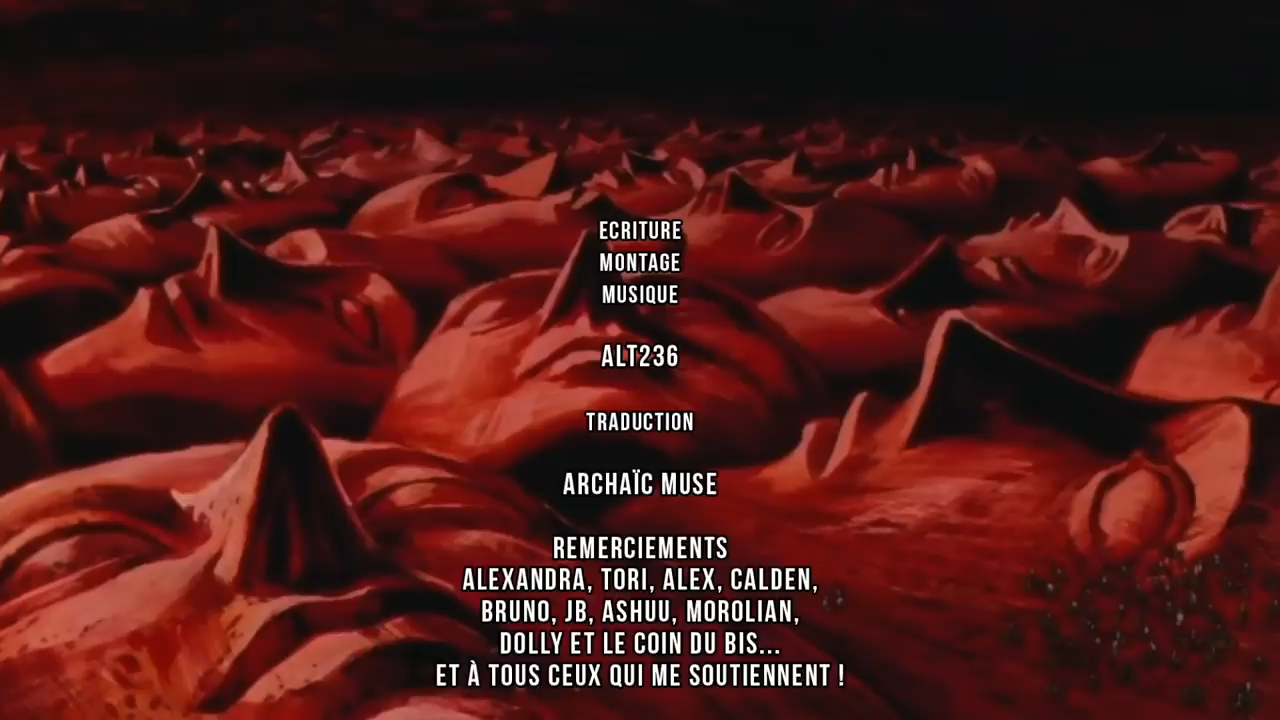 ECRITURE
MONTAGE
MUSIQUE
ALT236
TRADUCTION
ARCHAÏC MUSE
REMERCIEMENTS
ALEXANDRA, TORI, ALEX, CALDEN,
BRUNO, JB, ASHUU, MOROLIAN,
DOLLY ET LE COIN DU BIS...
ET À TOUS CEUX QUI ME SOUTIENNENT !